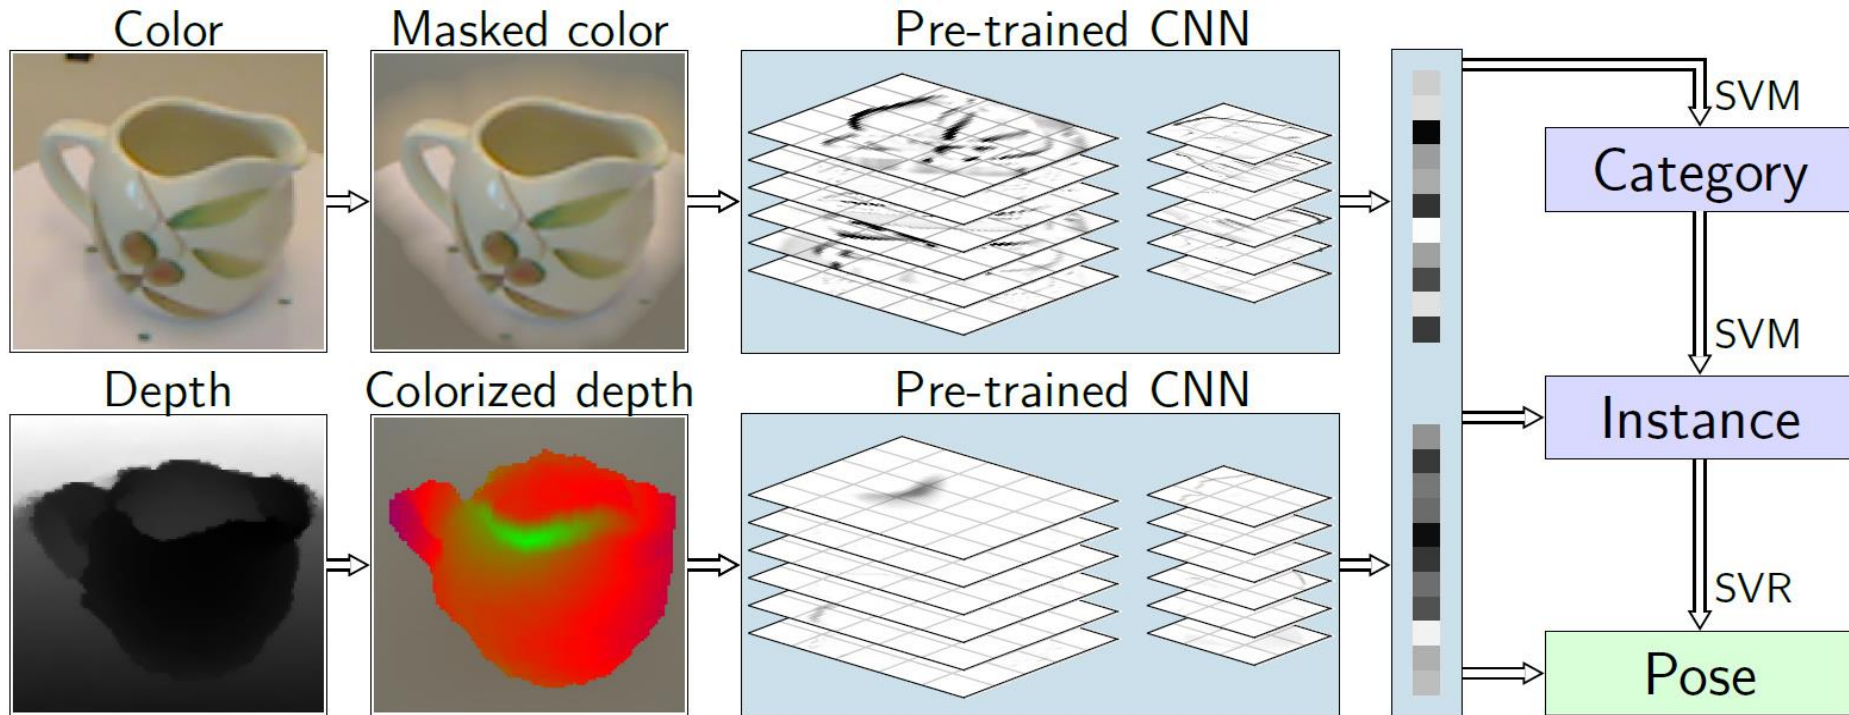 Color
Masked color
Pre-trained CNN
SVM
Category
SVM
Depth
Colorized depth
Pre-trained CNN
Instance
SVR
Pose